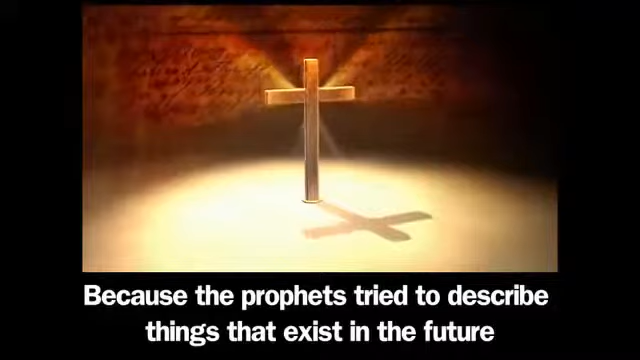 Because the prophets tried to describe
things that exist in the future